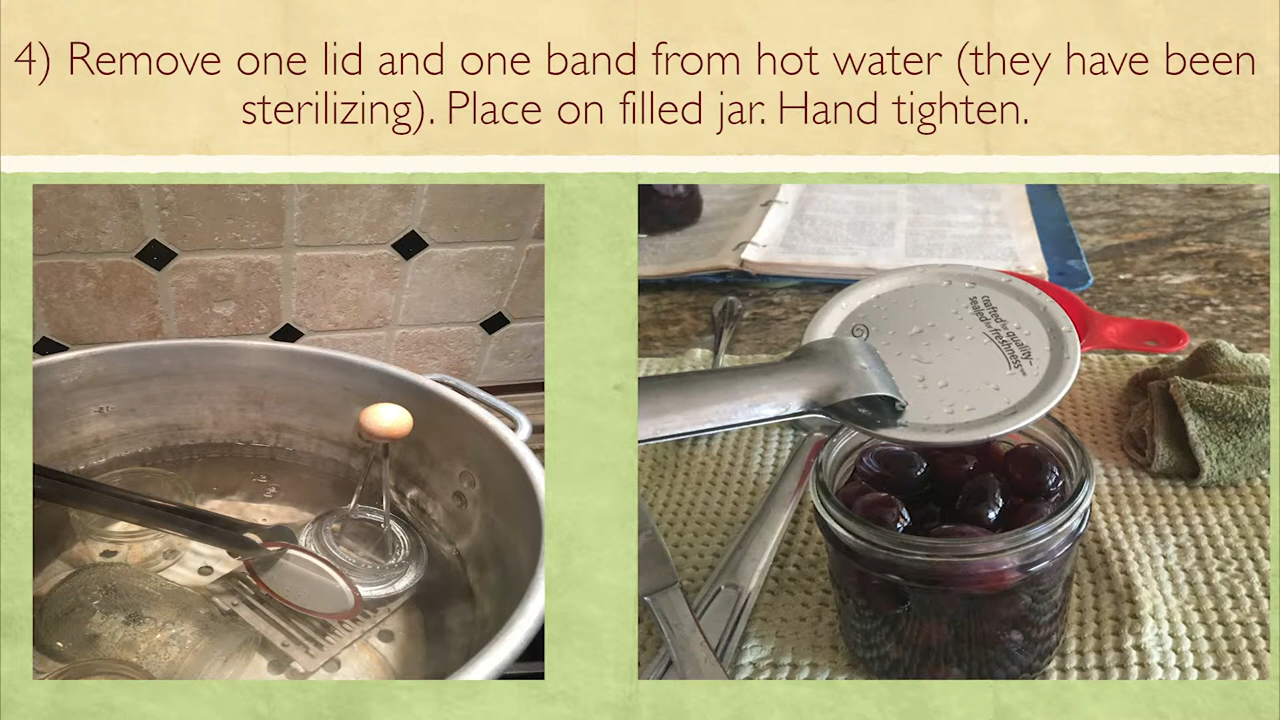 4) Remove one lid and one band from hot water (they have been
sterilizing). Place on filled jar. Hand tighten.
crafted for quality
sealed for freshness